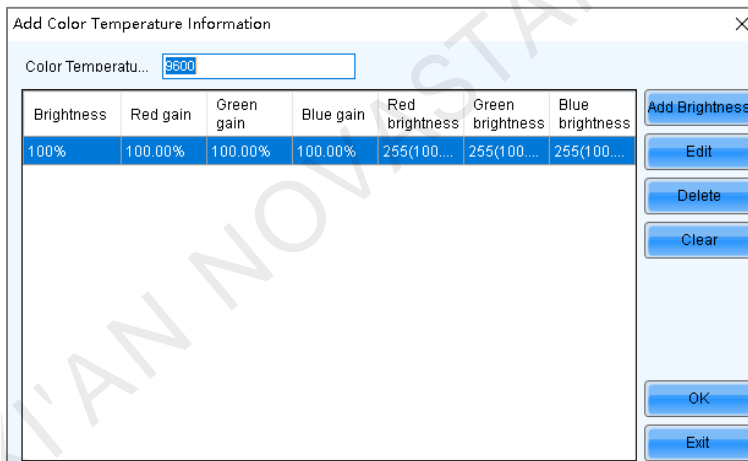 Add Color Temperature Information
Color Temperatu... 9600
Brightness Red gain Green gain Blue gain Red brightness Green brightness Blue brightness
100% 100.00% 100.00% 100.00% 255(100.... 255(100.... 255(100....
Add Brightness
Edit
Delete
Clear
OK
Exit
I'AN NOVASTAR